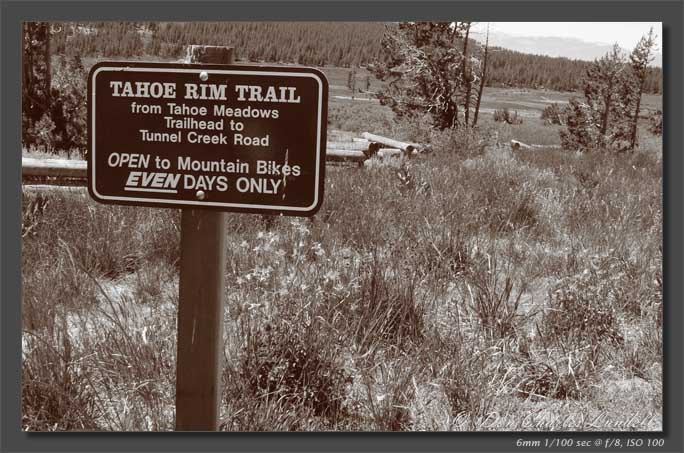 TAHOE RIM TRAIL
from Tahoe Meadows
Trailhead to
Tunnel Creek Road
OPEN to Mountain Bikes
EVEN DAYS ONLY
6mm 1/100 sec @ f/8, ISO 100